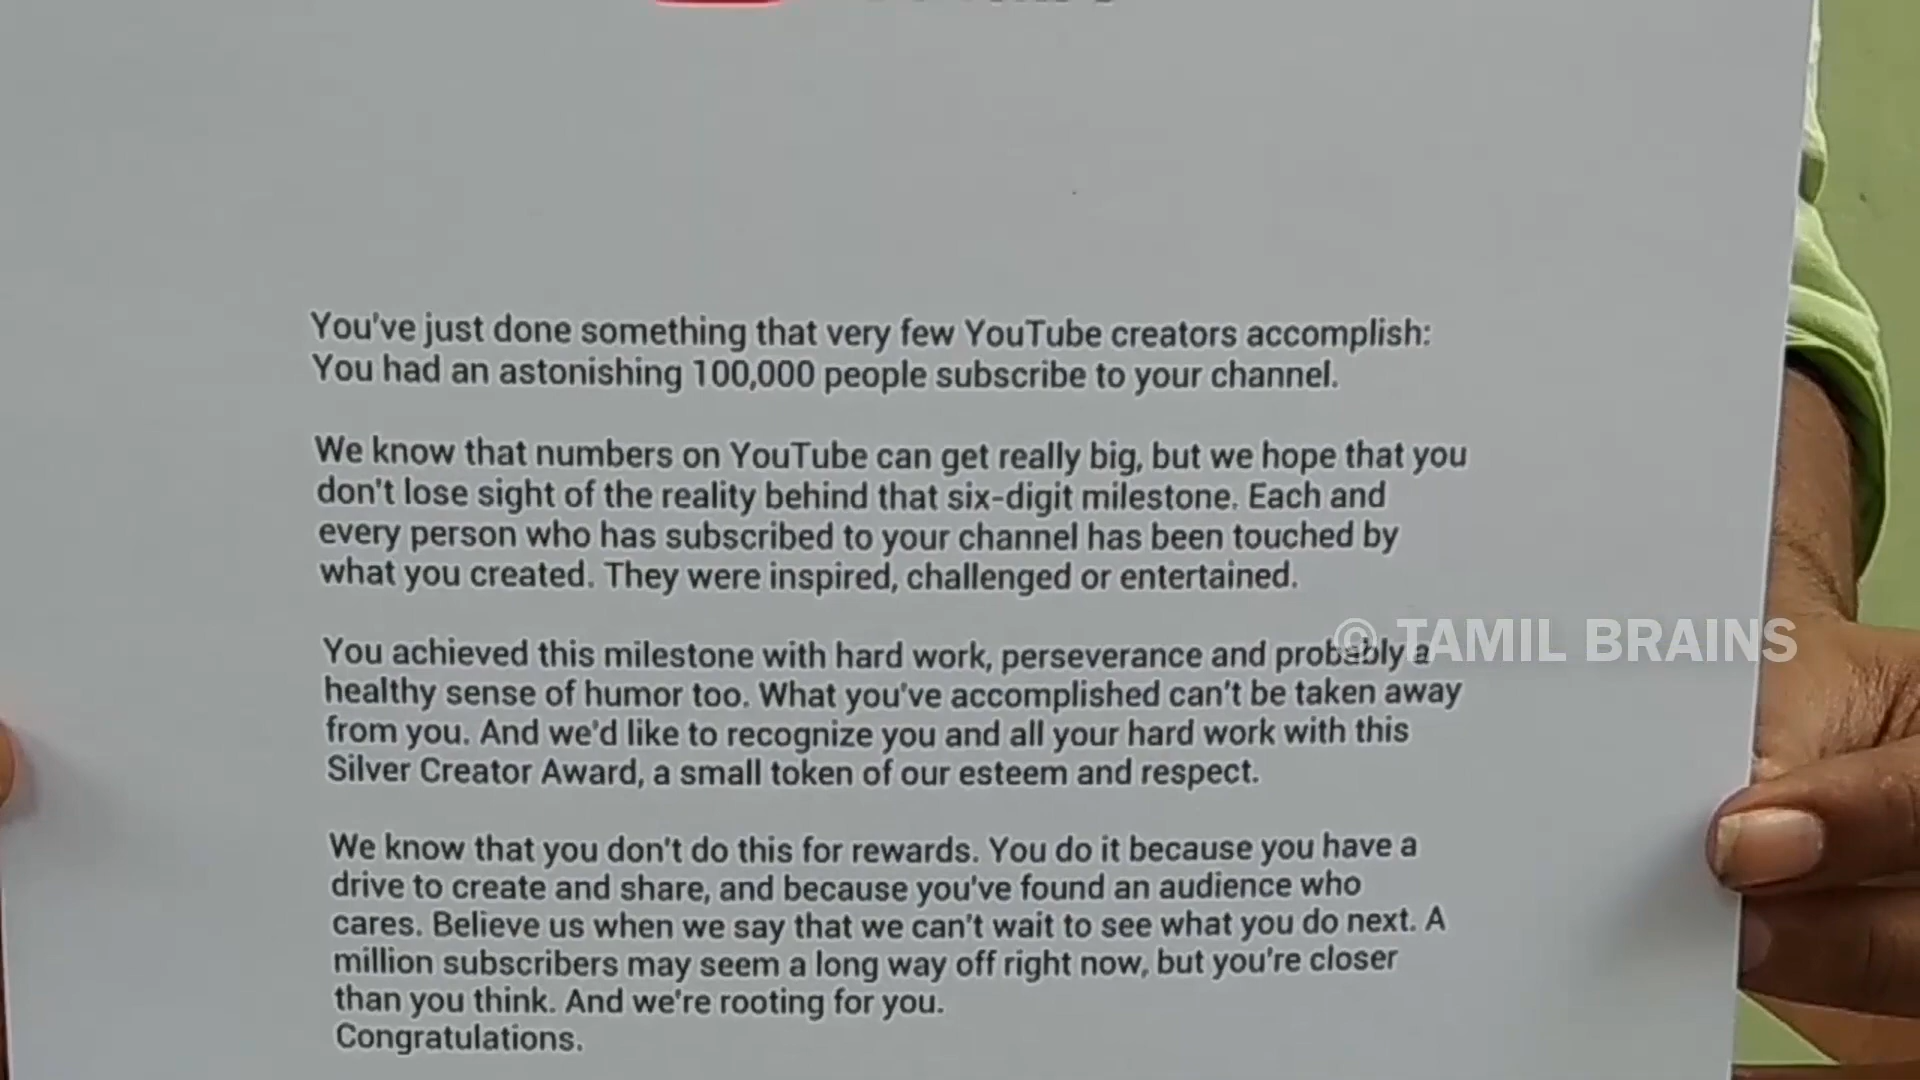 You've just done something that very few YouTube creators accomplish:
You had an astonishing 100,000 people subscribe to your channel.
We know that numbers on YouTube can get really big, but we hope that you
don't lose sight of the reality behind that six-digit milestone. Each and
every person who has subscribed to your channel has been touched by
what you created. They were inspired, challenged or entertained.
You achieved this milestone with hard work, perseverance and probably a
© TAMIL BRAINS
healthy sense of humor too. What you've accomplished can't be taken away
from you. And we'd like to recognize you and all your hard work with this
Silver Creator Award, a small token of our esteem and respect.
We know that you don't do this for rewards. You do it because you have a
drive to create and share, and because you've found an audience who
cares. Believe us when we say that we can't wait to see what you do next. A
million subscribers may seem a long way off right now, but you're closer
than you think. And we're rooting for you.
Congratulations.